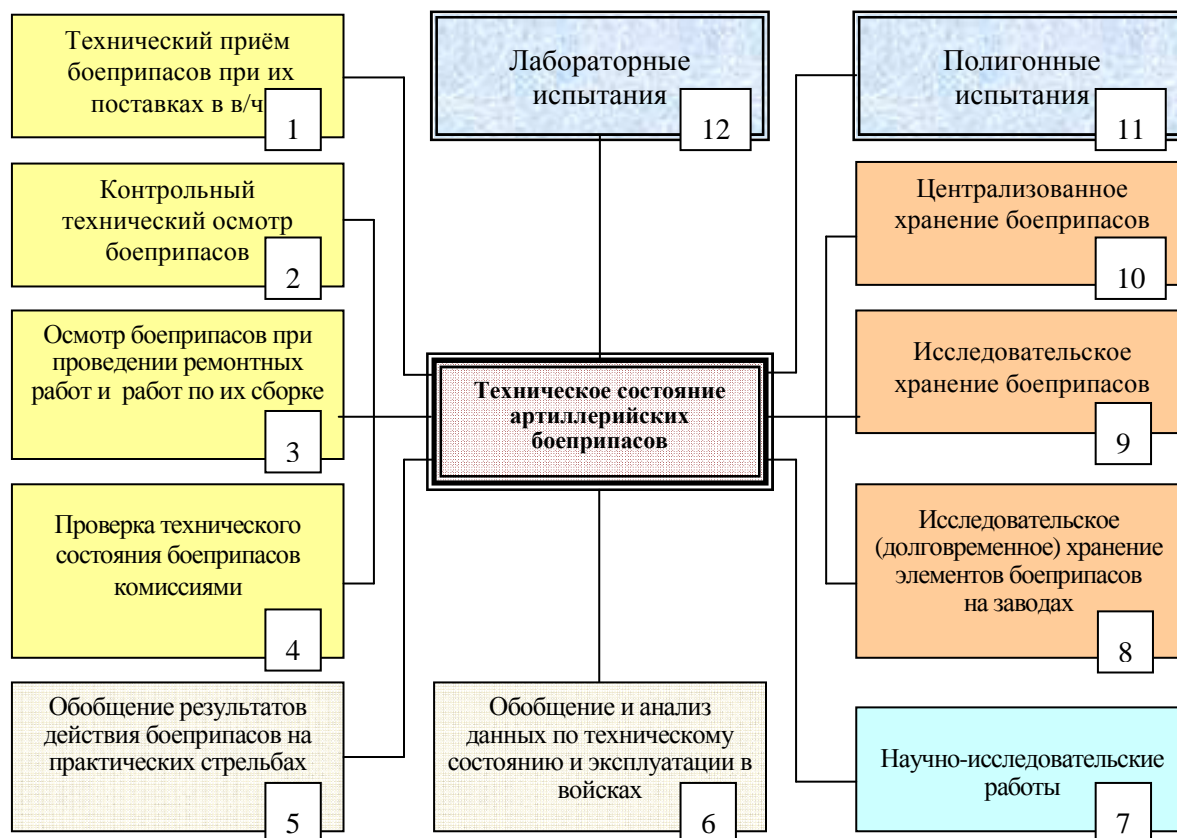 Технический приём
боеприпасов при их
поставках в в/ч
1
Лабораторные
испытания
12
Полигонные
испытания
11
Контрольный
технический осмотр
боеприпасов
2
Централизованное
хранение боеприпасов
10
Осмотр боеприпасов при
проведении ремонтных
работ и работ по их сборке
3
Техническое состояние
артиллерийских
боеприпасов
Исследовательское
хранение боеприпасов
9
Проверка технического
состояния боеприпасов
комиссиями
4
Исследовательское
(долговременное) хранение
элементов боеприпасов
на заводах
8
Обобщение результатов
действия боеприпасов на
практических стрельбах
5
Обобщение и анализ
данных по техническому
состоянию и эксплуатации в
войсках
6
Научно-исследовательские
работы
7